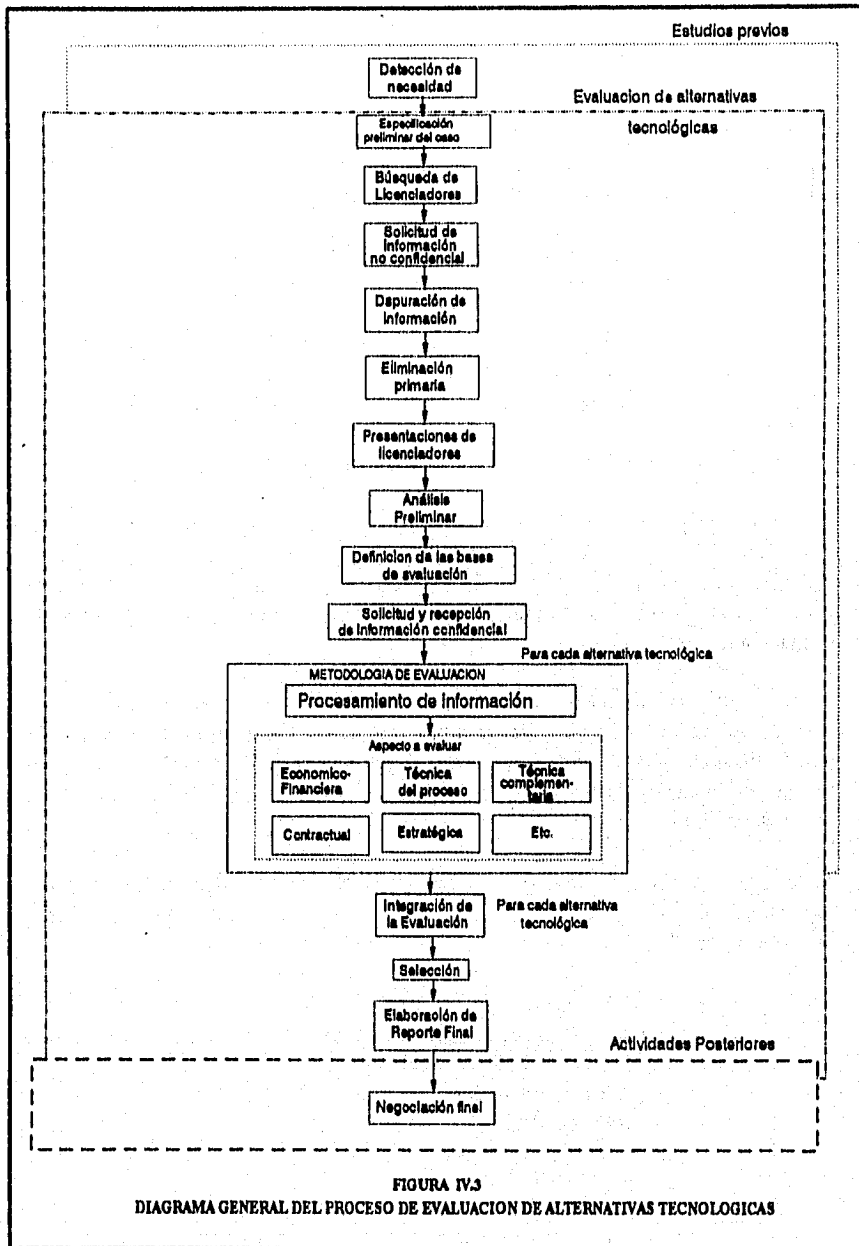 Estudios previos
Detección de
necesidad
Evaluacion de alternativas
tecnológicas
Especificación
preliminar del caso
Búsqueda de
Licenciadores
Solicitud de
información
no confidencial
Depuración de
información
Eliminación
primaria
Presentaciones de
licenciadores
Análisis
Preliminar
Definicion de las bases
de evaluación
Solicitud y recepción
de información confidencial
Para cada alternativa tecnológica
METODOLOGIA DE EVALUACION
Procesamiento de información
Aspecto a evaluar
Economico-
Financiera
Técnica
del proceso
Técnica
complemen-
taria
Contractual
Estratégica
Etc.
Integración de
la Evaluación
Para cada alternativa
tecnológica
Selección
Elaboración de
Reporte Final
Actividades Posteriores
Negociación final
FIGURA IV.3
DIAGRAMA GENERAL DEL PROCESO DE EVALUACION DE ALTERNATIVAS TECNOLOGICAS